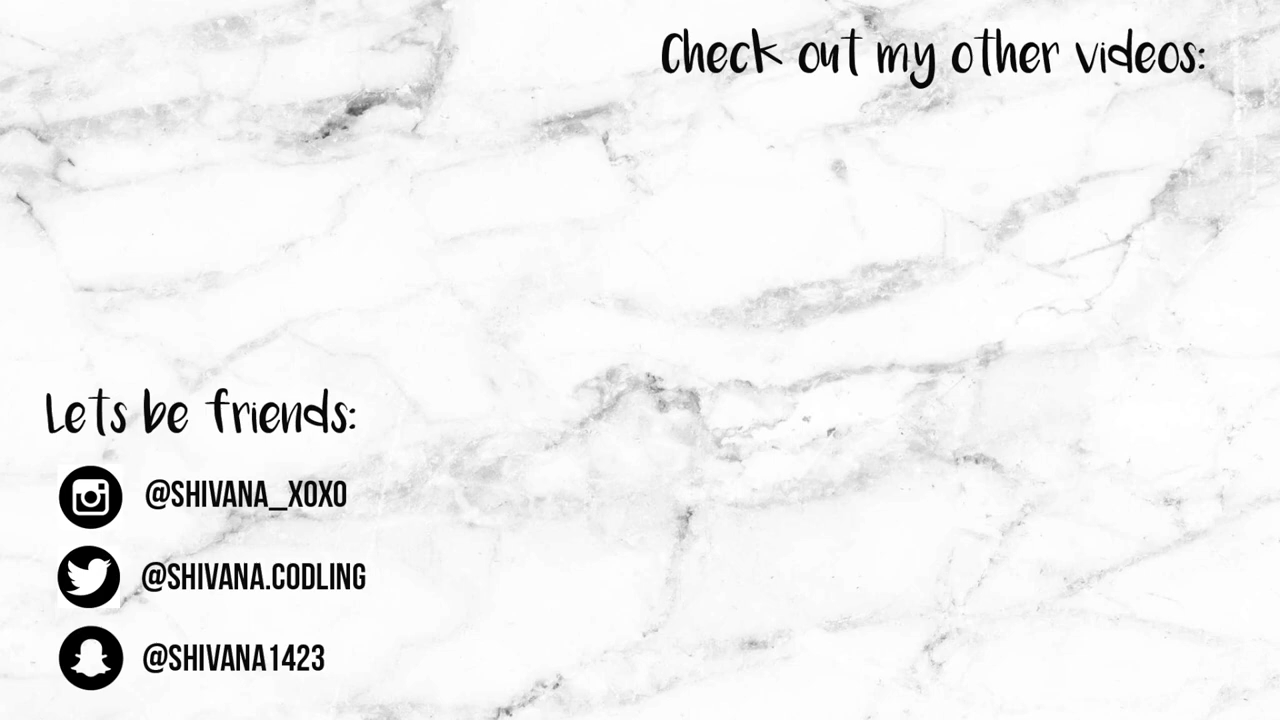 Check out my other videos:
Lets be friends:
@SHIVANA_XOXO
@SHIVANA.CODLING
@SHIVANA1423